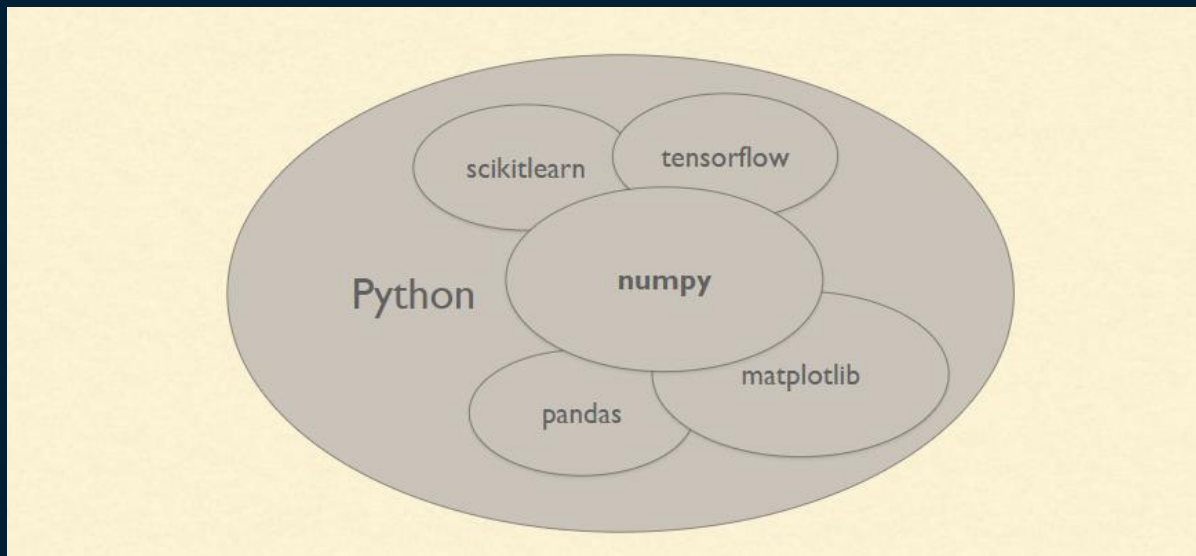 scikitlearn
tensorflow
numpy
Python
matplotlib
pandas